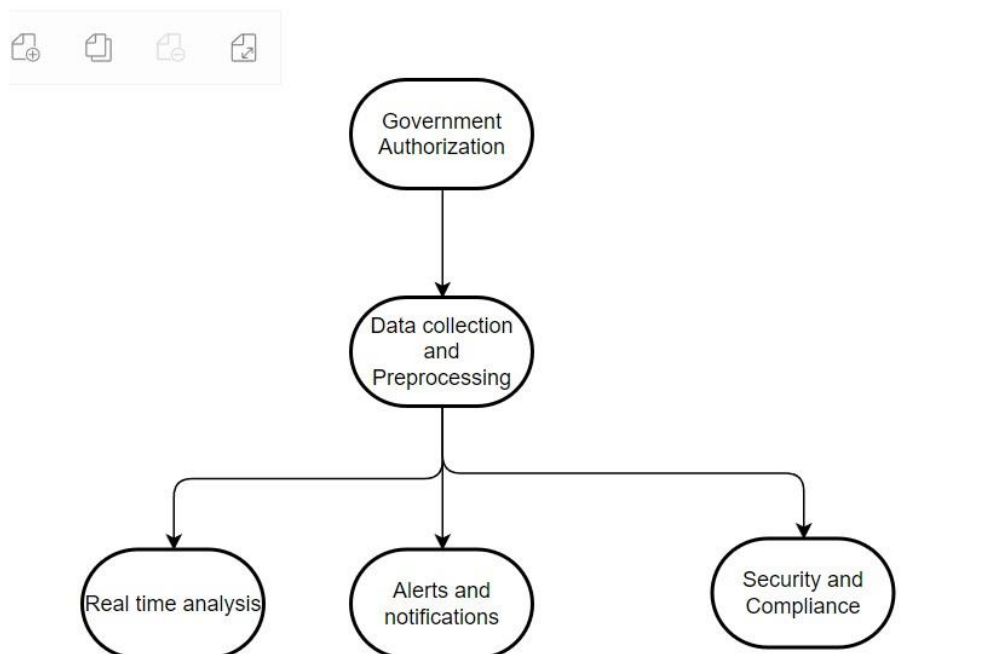 Government
Authorization
Data collection
and
Preprocessing
Real time analysis
Alerts and
notifications
Security and
Compliance